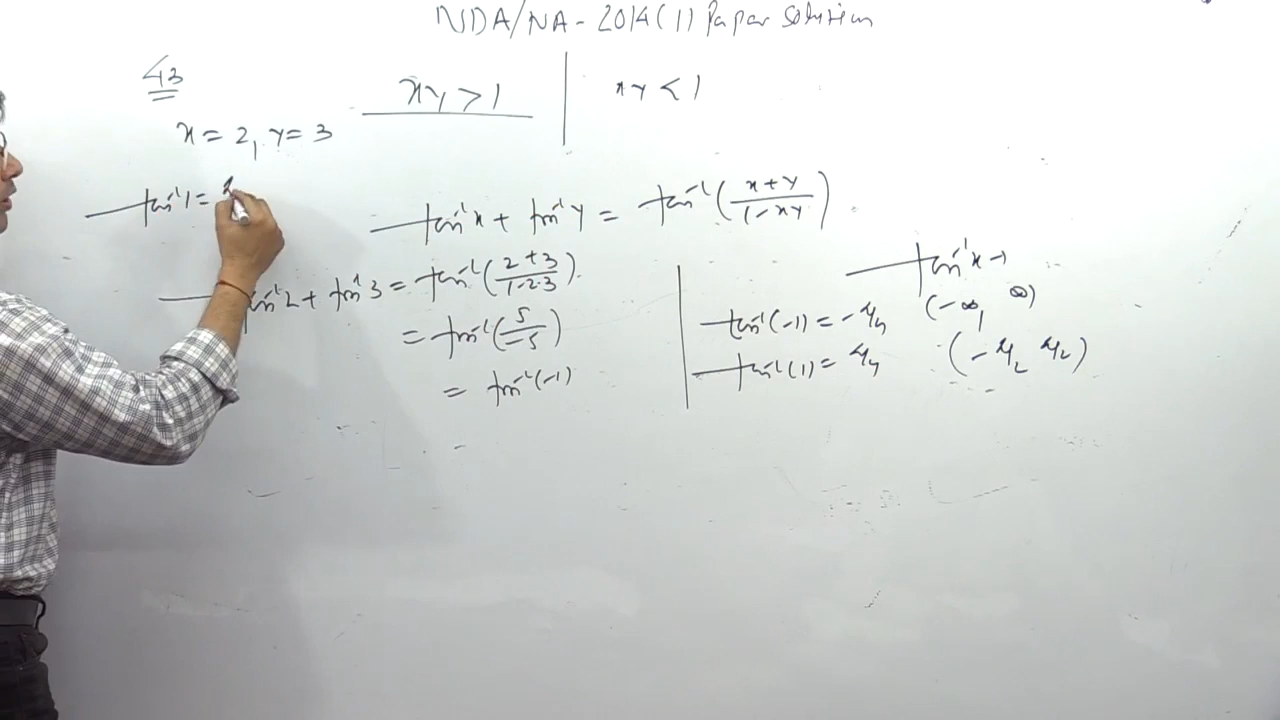 NDA/NA - 2014(1) Paper Solution
43
xy > 1
xy < 1
x = 2, y = 3
tan⁻¹1 =
tan⁻¹x + tan⁻¹y = tan⁻¹(x+y/1-xy)
tan⁻¹2 + tan⁻¹3 = tan⁻¹(2+3/1-2·3)
= tan⁻¹(5/-5)
= tan⁻¹(-1)
tan⁻¹x →
tan⁻¹(-1) = -π/4
(-∞, ∞)
tan⁻¹(1) = π/4
(-π/2 π/2)